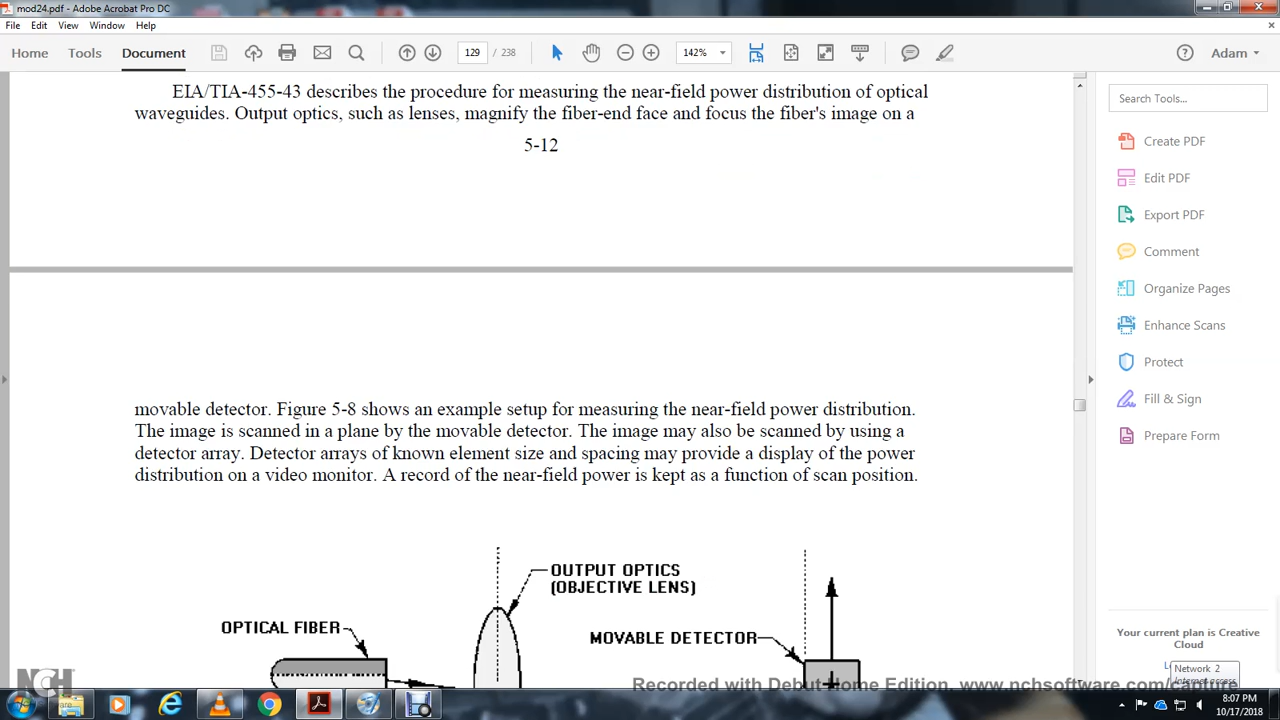 mod24.pdf - Adobe Acrobat Pro DC
File Edit View Window Help
Home Tools Document 129 / 238 142% Adam
EIA/TIA-455-43 describes the procedure for measuring the near-field power distribution of optical
waveguides. Output optics, such as lenses, magnify the fiber-end face and focus the fiber's image on a
5-12
movable detector. Figure 5-8 shows an example setup for measuring the near-field power distribution.
The image is scanned in a plane by the movable detector. The image may also be scanned by using a
detector array. Detector arrays of known element size and spacing may provide a display of the power
distribution on a video monitor. A record of the near-field power is kept as a function of scan position.
OUTPUT OPTICS
(OBJECTIVE LENS)
OPTICAL FIBER
MOVABLE DETECTOR
Search Tools...
Create PDF
Edit PDF
Export PDF
Comment
Organize Pages
Enhance Scans
Protect
Fill & Sign
Prepare Form
Your current plan is Creative
Cloud
Network 2
Internet access
NCH
Recorded with Debut Home Edition. www.nchsoftware.com/capture
8:07 PM
10/17/2018